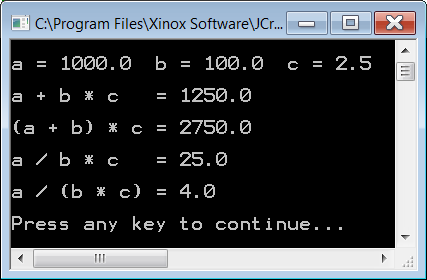 C:\Program Files\Xinox Software\JCr...
a = 1000.0  b = 100.0  c = 2.5
a + b * c   = 1250.0
(a + b) * c = 2750.0
a / b * c   = 25.0
a / (b * c) = 4.0
Press any key to continue...